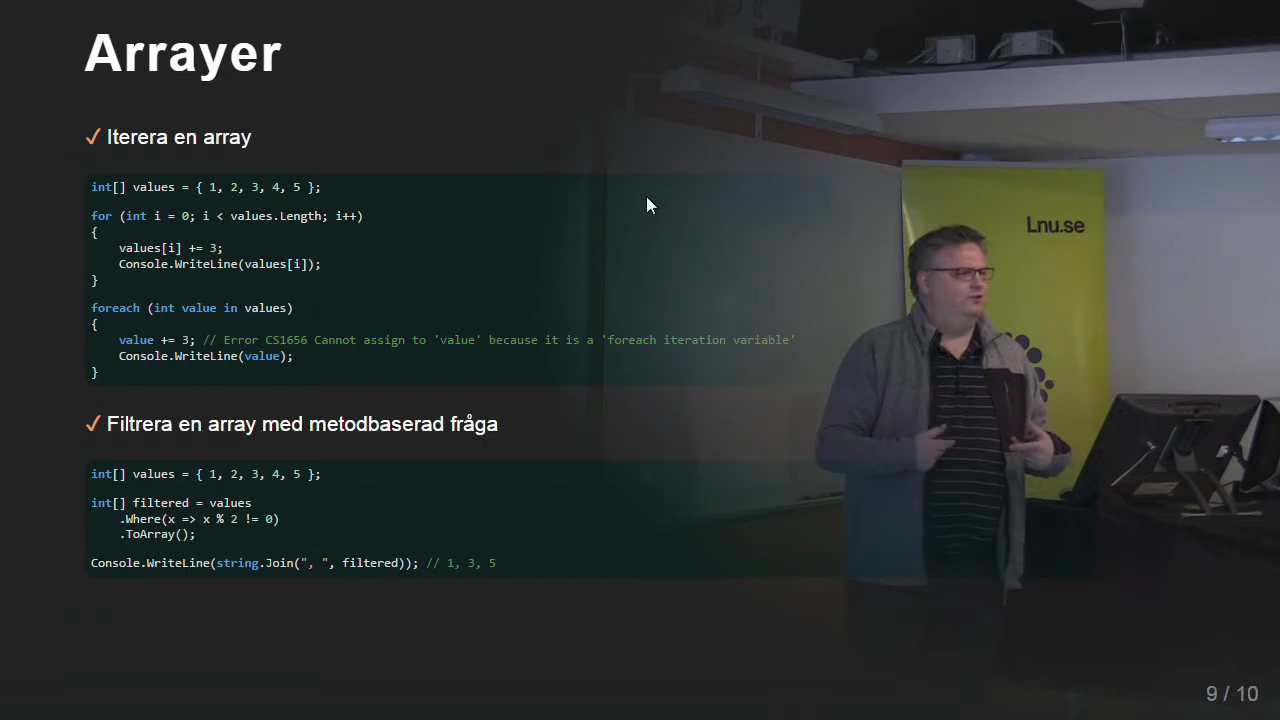 Arrayer
✓ Iterera en array
int[] values = { 1, 2, 3, 4, 5 };
for (int i = 0; i < values.Length; i++)
{
    values[i] += 3;
    Console.WriteLine(values[i]);
}
foreach (int value in values)
{
    value += 3; // Error CS1656 Cannot assign to 'value' because it is a 'foreach iteration variable'
    Console.WriteLine(value);
}
✓ Filtrera en array med metodbaserad fråga
int[] values = { 1, 2, 3, 4, 5 };
int[] filtered = values
    .Where(x => x % 2 != 0)
    .ToArray();
Console.WriteLine(string.Join(", ", filtered)); // 1, 3, 5
Lnu.se
9 / 10